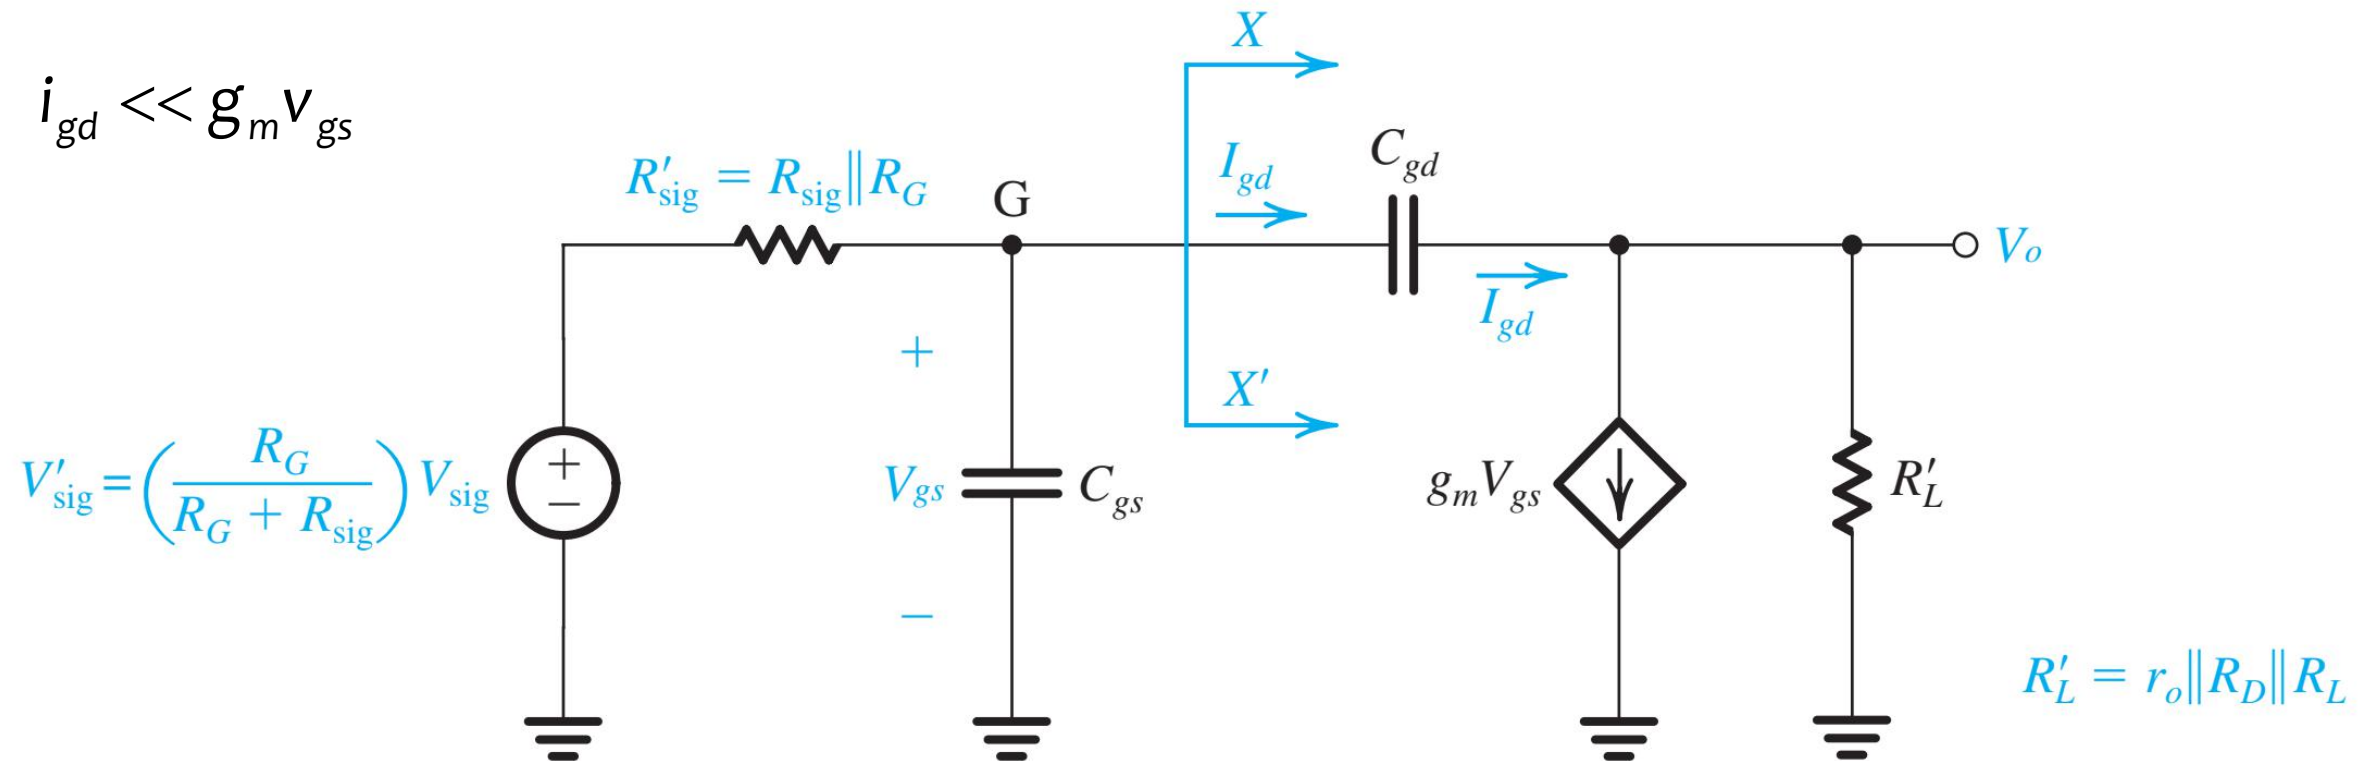 X
i_gd << g_m v_gs
C_gd
I_gd
R'_sig = R_sig||R_G
G
V_o
I_gd
+
X'
V'_sig = (R_G / (R_G + R_sig)) V_sig
+
−
V_gs
C_gs
g_m V_gs
R'_L
−
R'_L = r_o||R_D||R_L